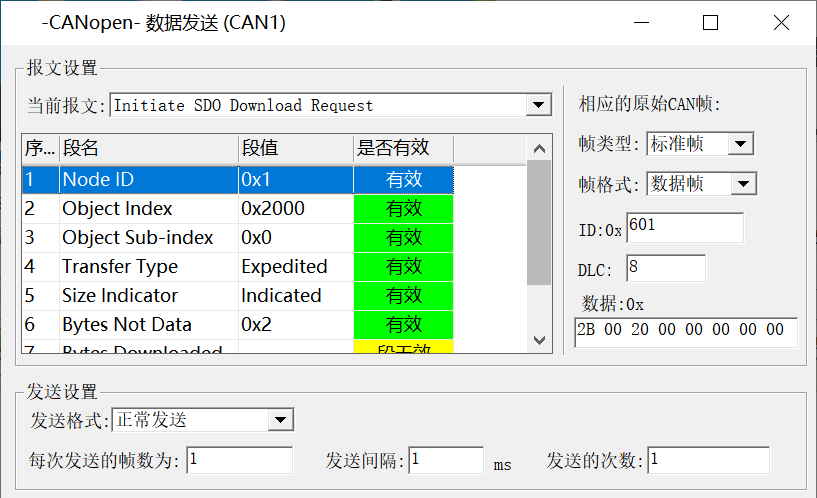 -CANopen- 数据发送 (CAN1)
报文设置
当前报文: Initiate SDO Download Request
序... 段名 段值 是否有效
1 Node ID 0x1 有效
2 Object Index 0x2000 有效
3 Object Sub-index 0x0 有效
4 Transfer Type Expedited 有效
5 Size Indicator Indicated 有效
6 Bytes Not Data 0x2 有效
7 Bytes Downloaded 段无效
相应的原始CAN帧:
帧类型: 标准帧
帧格式: 数据帧
ID:0x 601
DLC: 8
数据:0x
2B 00 20 00 00 00 00 00
发送设置
发送格式: 正常发送
每次发送的帧数为: 1 发送间隔: 1 ms 发送的次数: 1